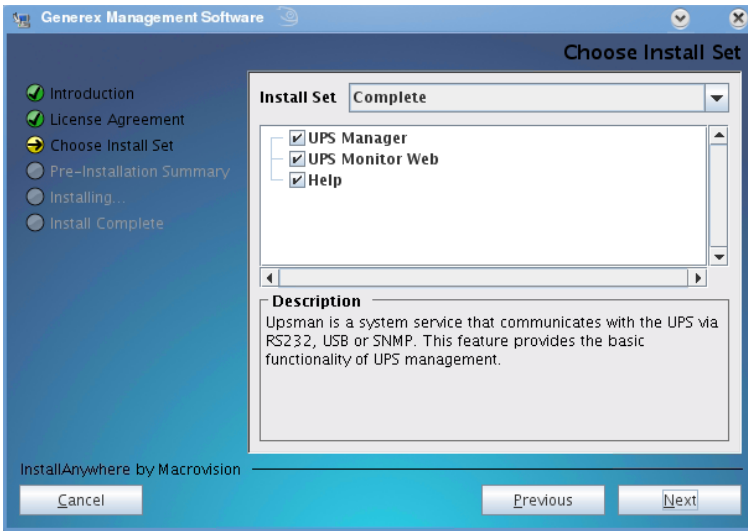 Generex Management Software
Choose Install Set
Introduction
License Agreement
Choose Install Set
Pre-Installation Summary
Installing...
Install Complete
Install Set Complete
UPS Manager
UPS Monitor Web
Help
Description
Upsman is a system service that communicates with the UPS via
RS232, USB or SNMP. This feature provides the basic
functionality of UPS management.
InstallAnywhere by Macrovision
Cancel
Previous
Next